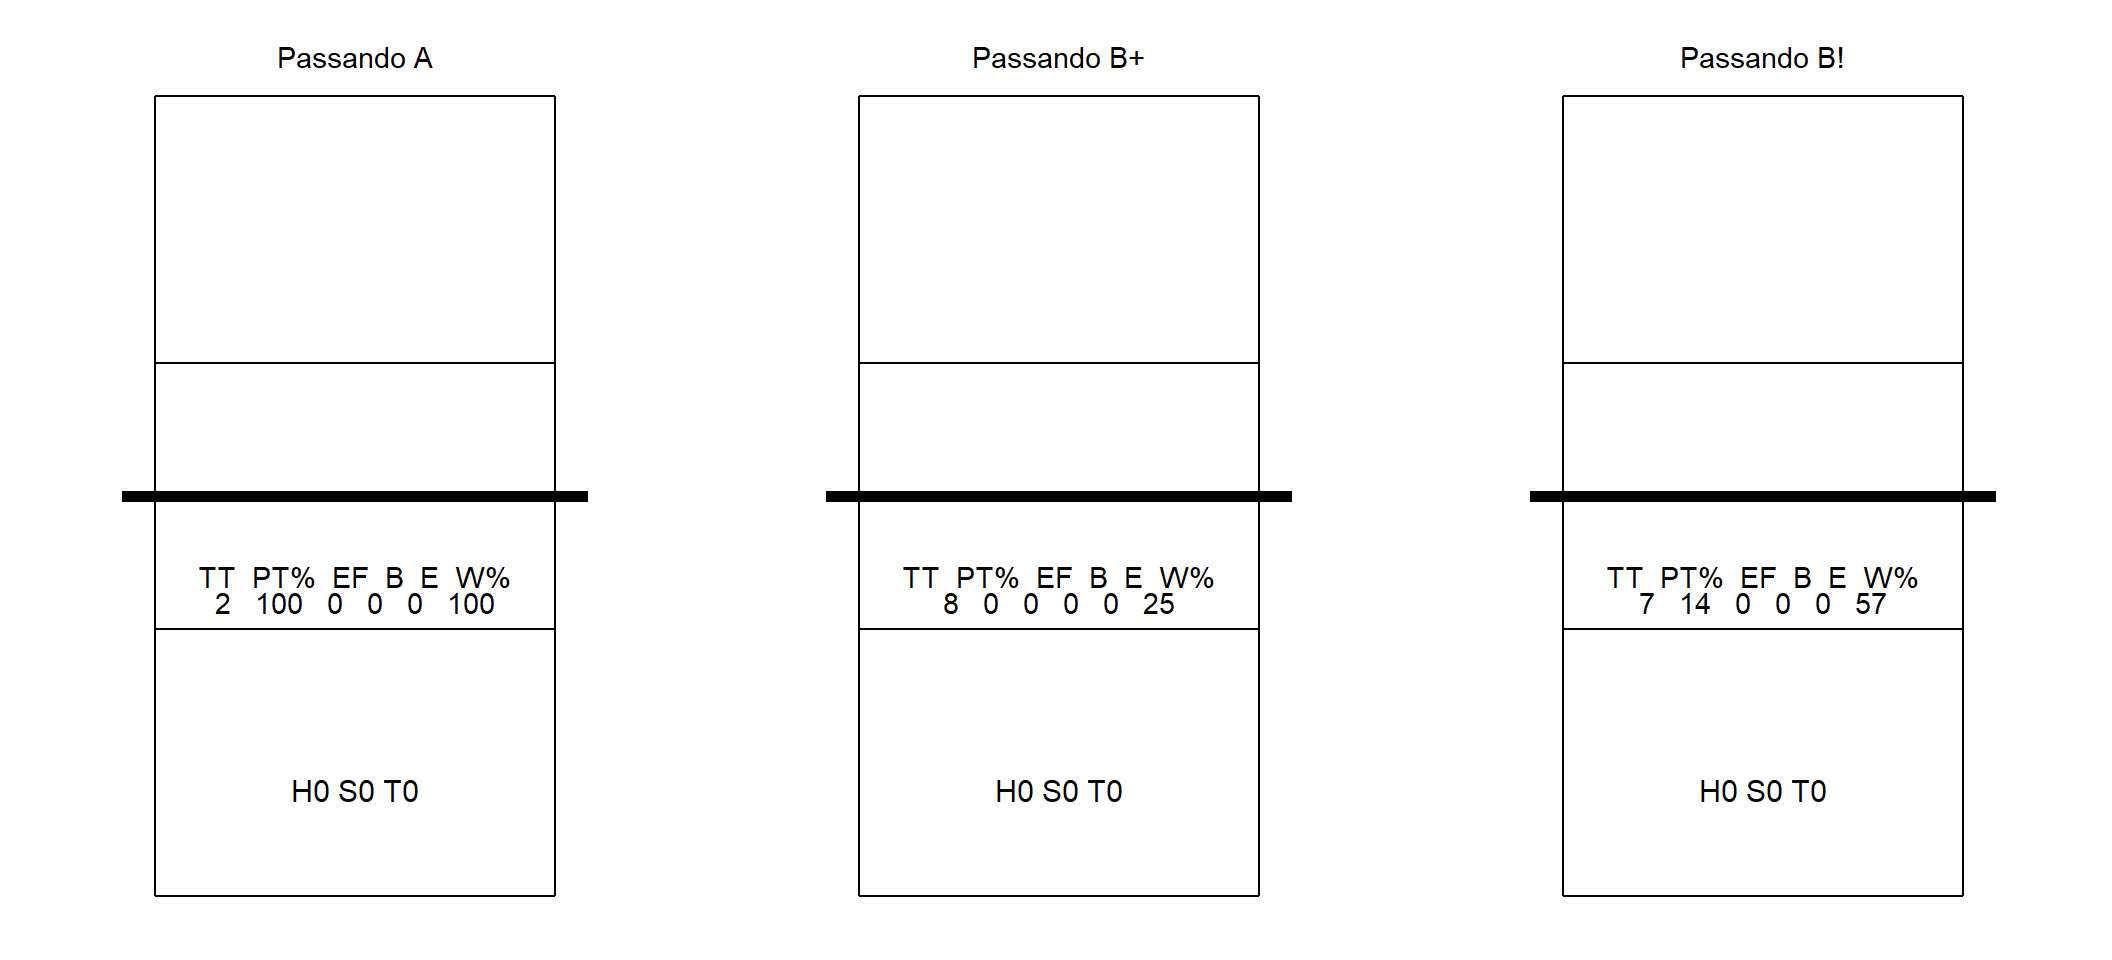 Passando A
TT PT% EF B E W%
2 100 0 0 0 100
H0 S0 T0
Passando B+
TT PT% EF B E W%
8 0 0 0 0 25
H0 S0 T0
Passando B!
TT PT% EF B E W%
7 14 0 0 0 57
H0 S0 T0